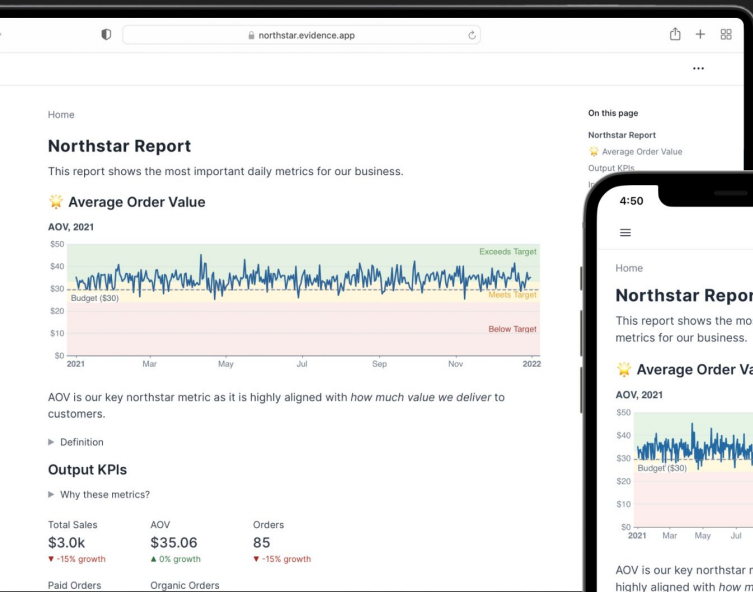 northstar.evidence.app
Home
Northstar Report
This report shows the most important daily metrics for our business.
Average Order Value
AOV, 2021
$50
$40
$30
$20
$10
$0
Exceeds Target
Budget ($30)
Meets Target
Below Target
2021 Mar May Jul Sep Nov 2022
AOV is our key northstar metric as it is highly aligned with how much value we deliver to
customers.
Definition
Output KPIs
Why these metrics?
Total Sales AOV Orders
$3.0k $35.06 85
▼ -15% growth ▲ 0% growth ▼ -15% growth
Paid Orders Organic Orders
On this page
Northstar Report
Average Order Value
Output KPIs
4:50
Home
Northstar Repor
This report shows the mo
metrics for our business.
Average Order Va
AOV, 2021
$50
$40
$30
$20
$10
$0
Budget ($30)
2021 Mar May Jul
AOV is our key northstar
highly aligned with how m